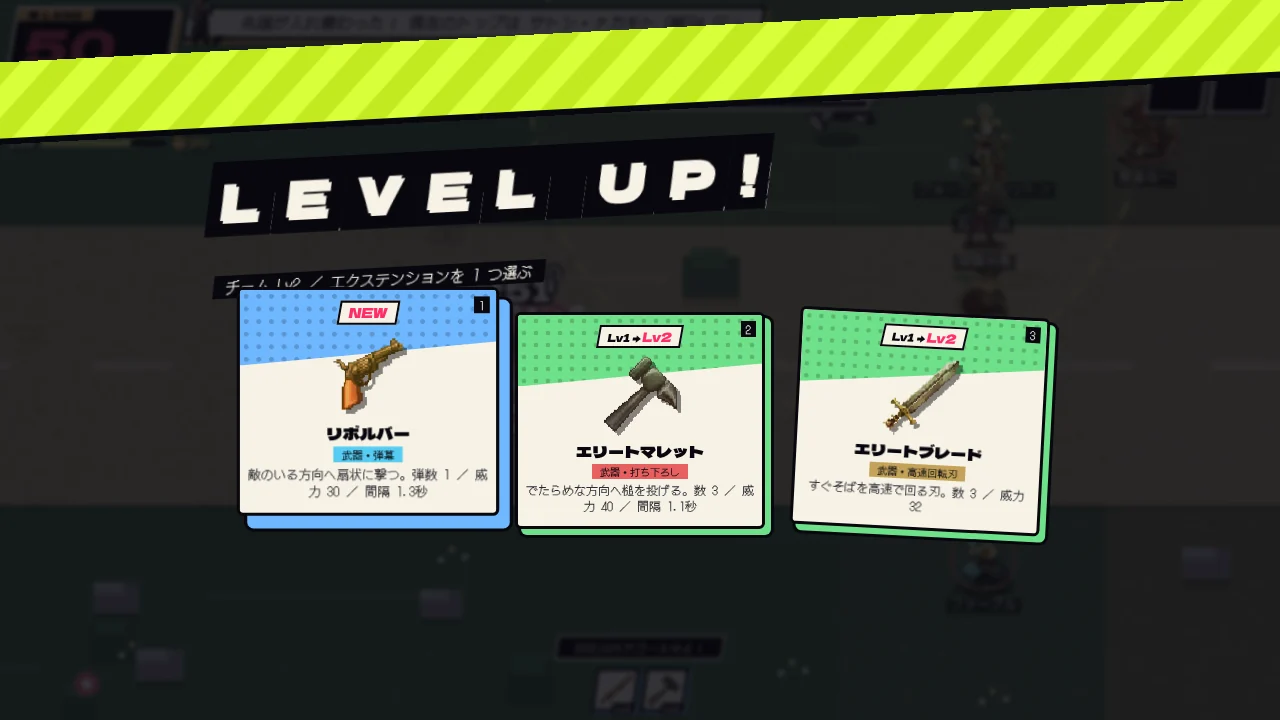 LEVEL UP!
エクステンションを 1 つ選ぶ
1
NEW
リボルバー
武器・弾幕
敵のいる方向へ扇状に撃つ。弾数 1 ／ 威
力 30 ／ 間隔 1.3秒
2
Lv1➡Lv2
エリートマレット
武器・打ち下ろし
でたらめな方向へ槌を投げる。数 3 ／ 威
力 40 ／ 間隔 1.1秒
3
Lv1➡Lv2
エリートブレード
武器・高速回転刃
すぐそばを高速で回る刃。数 3 ／ 威力
32